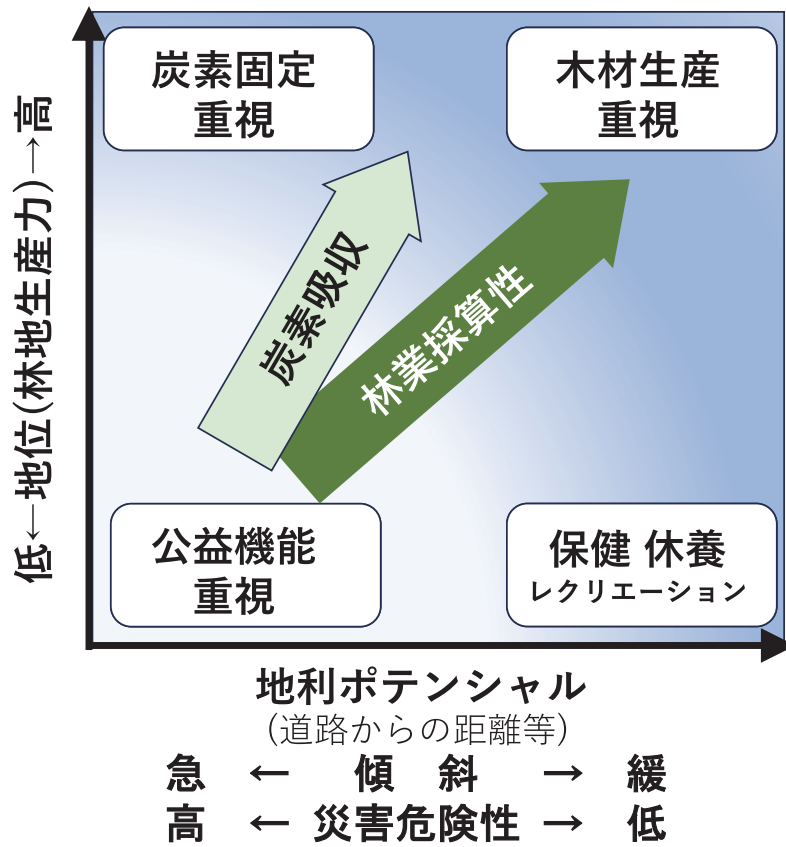 炭素固定
重視
木材生産
重視
低←地位(林地生産力)→高
炭素吸収
林業採算性
公益機能
重視
保健 休養
レクリエーション
地利ポテンシャル
(道路からの距離等)
急 ← 傾 斜 → 緩
高 ← 災害危険性 → 低